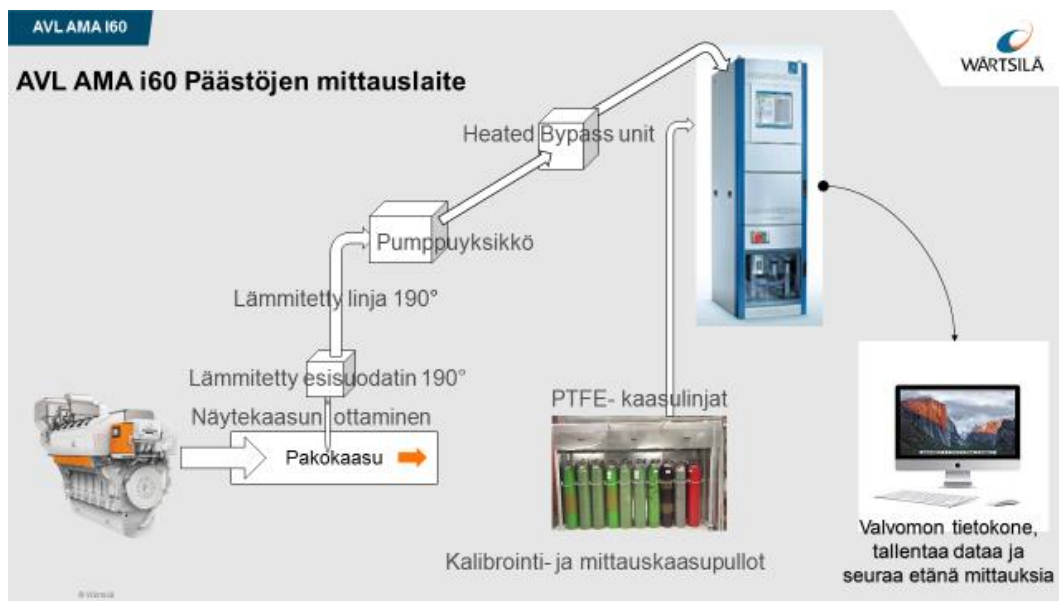 AVL AMA I60
WÄRTSILÄ
AVL AMA i60 Päästöjen mittauslaite
Heated Bypass unit
Pumppuyksikkö
Lämmitetty linja 190°
Lämmitetty esisuodatin 190°
Näytekaasun ottaminen
Pakokaasu
PTFE- kaasulinjat
Kalibrointi- ja mittauskaasupullot
Valvomon tietokone,
tallentaa dataa ja
seuraa etänä mittauksia
© Wärtsilä